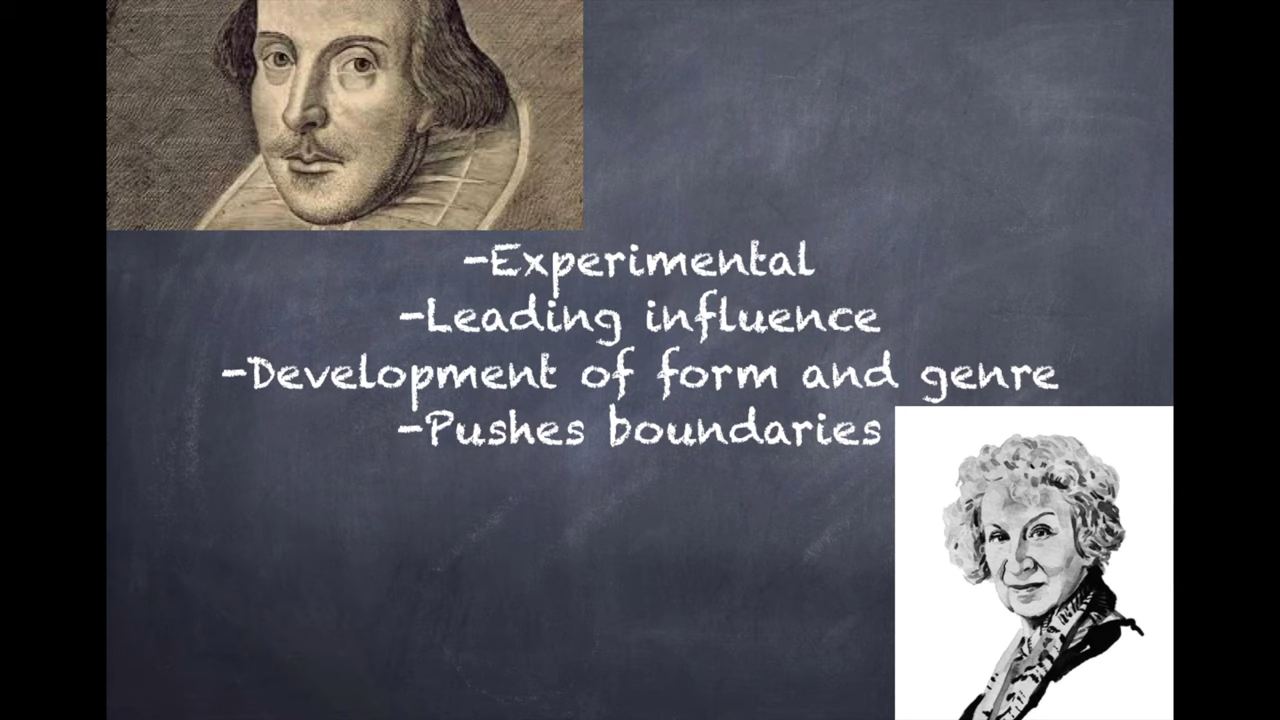 -Experimental
-Leading influence
-Development of form and genre
-Pushes boundaries